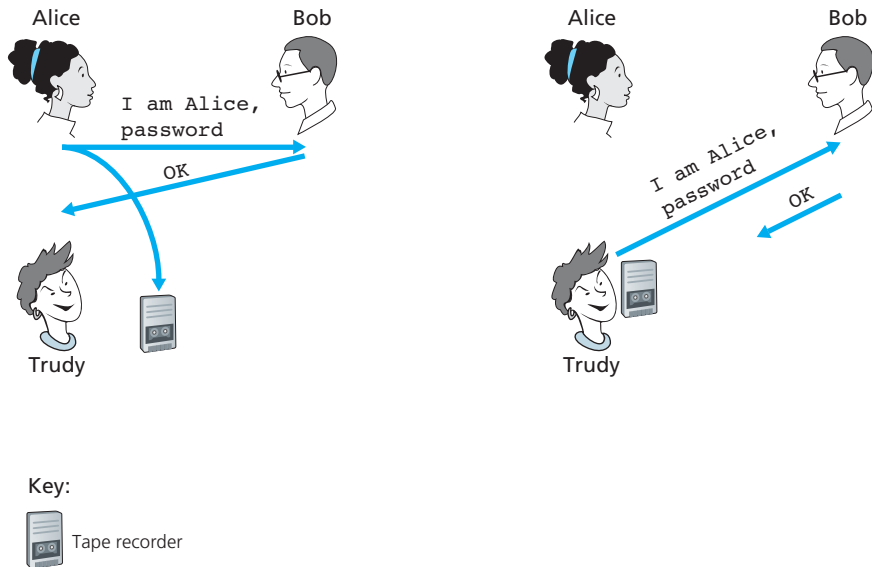 Alice
Bob
I am Alice,
password
OK
Trudy
Alice
Bob
I am Alice,
password
OK
Trudy
Key:
Tape recorder